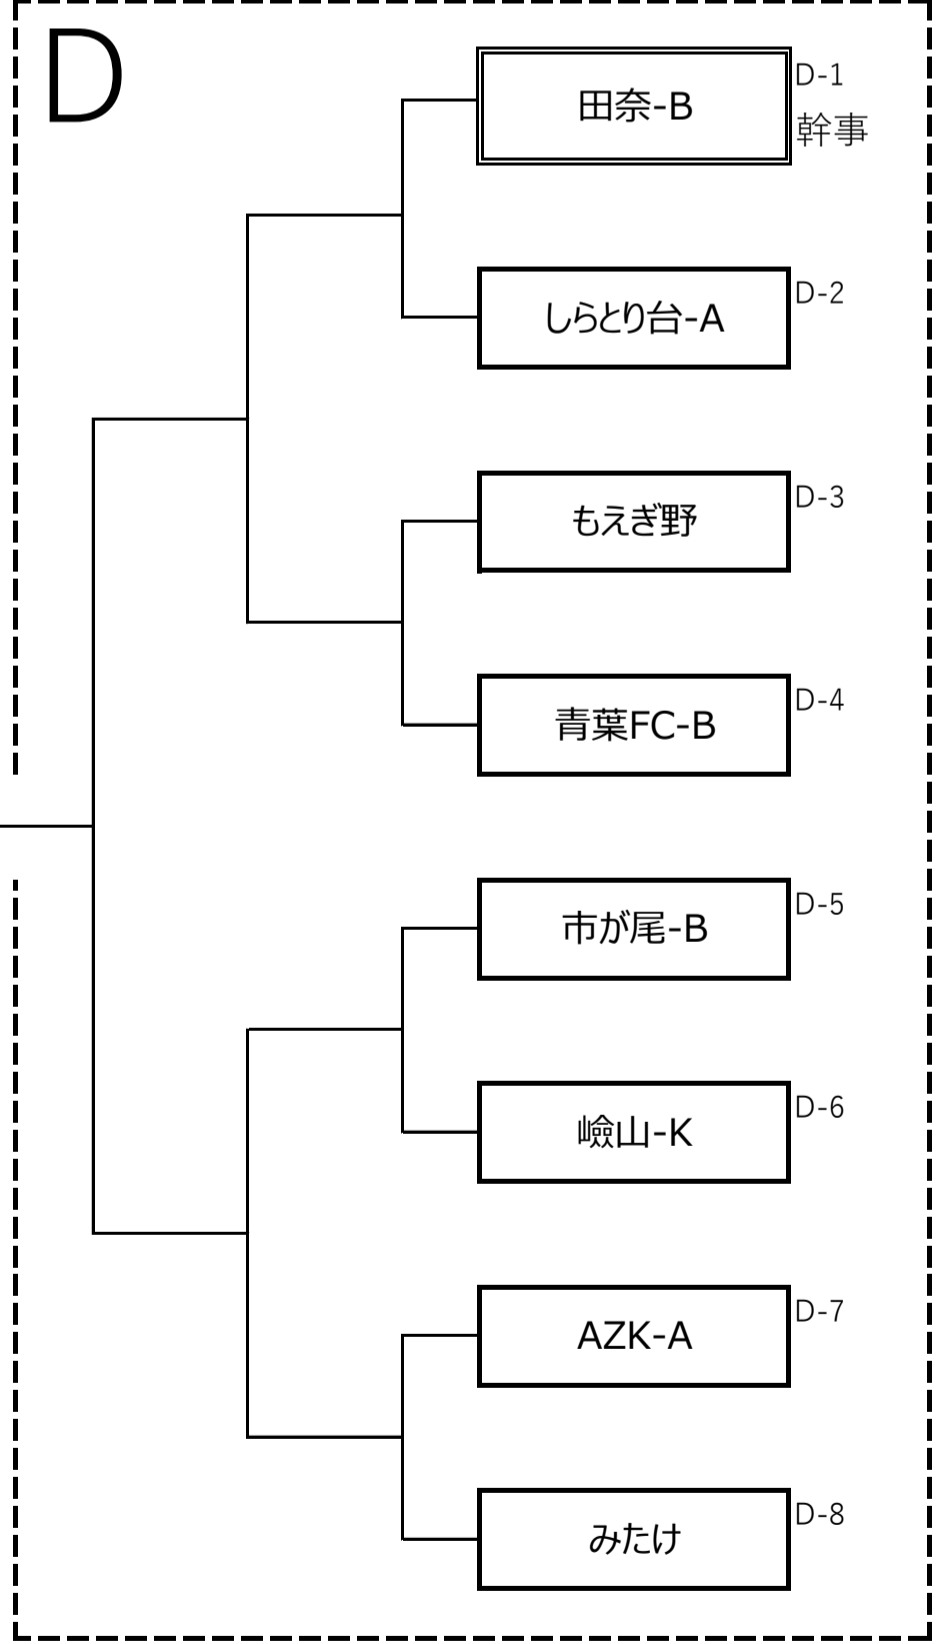 D
田奈-B
D-1
幹事
しらとり台-A
D-2
もえぎ野
D-3
青葉FC-B
D-4
市が尾-B
D-5
嶮山-K
D-6
AZK-A
D-7
みたけ
D-8